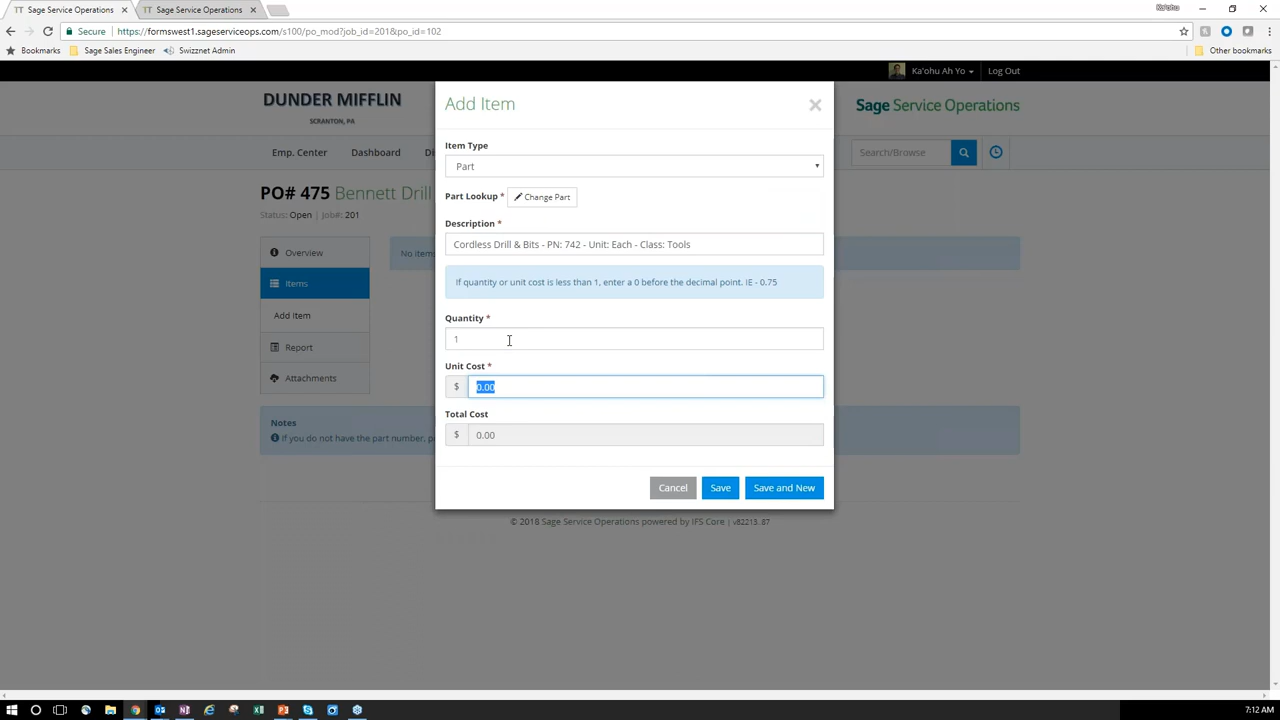 Sage Service Operations
Sage Service Operations
Ka'ohu
Secure
https://formswest1.sageserviceops.com/s100/po_mod?job_id=201&po_id=102
Bookmarks
Sage Sales Engineer
Swizznet Admin
Other bookmarks
Ka'ohu Ah Yo
Log Out
DUNDER MIFFLIN
SCRANTON, PA
Sage Service Operations
Emp. Center
Dashboard
Search/Browse
PO# 475 Bennett Drill
Status: Open | Job#: 201
Overview
Items
Add Item
Report
Attachments
Notes
If you do not have the part number,
Add Item
Item Type
Part
Part Lookup *
Change Part
Description *
Cordless Drill & Bits - PN: 742 - Unit: Each - Class: Tools
If quantity or unit cost is less than 1, enter a 0 before the decimal point. IE - 0.75
Quantity *
1
Unit Cost *
$ 0.00
Total Cost
$ 0.00
Cancel
Save
Save and New
© 2018 Sage Service Operations powered by IFS Core | v82213.87
7:12 AM